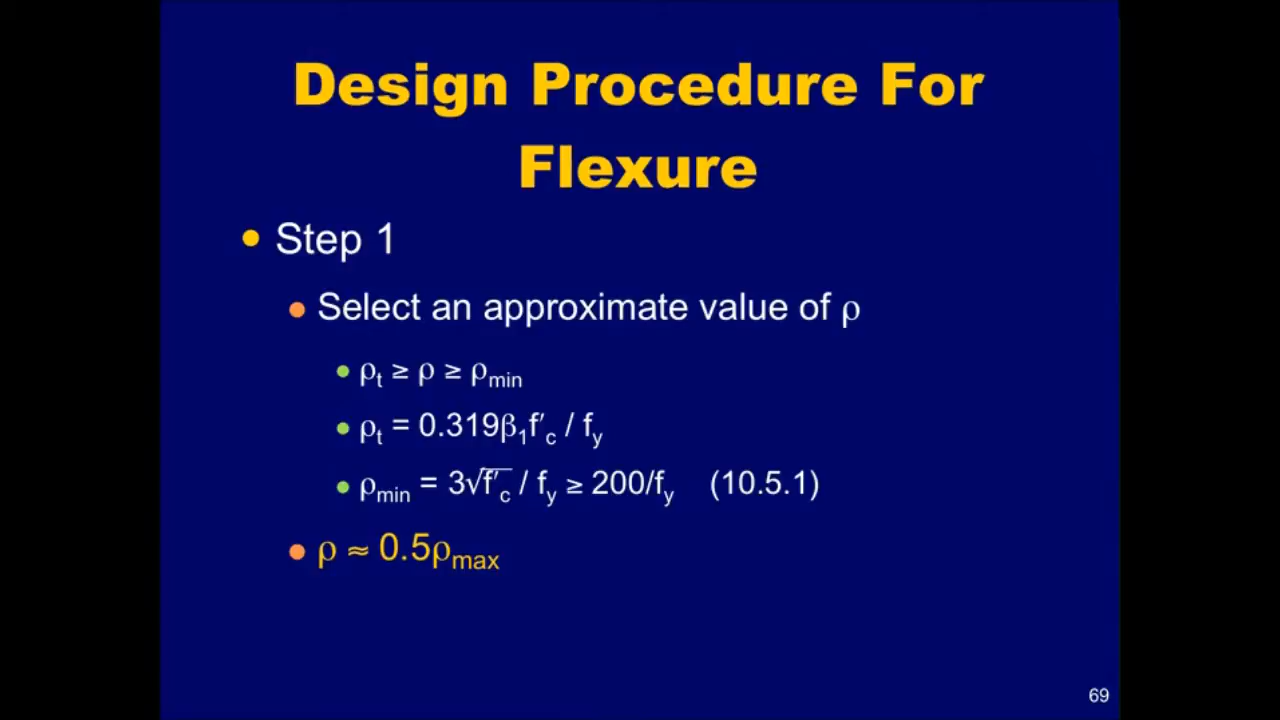 Design Procedure For
Flexure
• Step 1
• Select an approximate value of ρ
• ρt ≥ ρ ≥ ρmin
• ρt = 0.319β1f′c / fy
• ρmin = 3√f′c / fy ≥ 200/fy (10.5.1)
• ρ ≈ 0.5ρmax
69